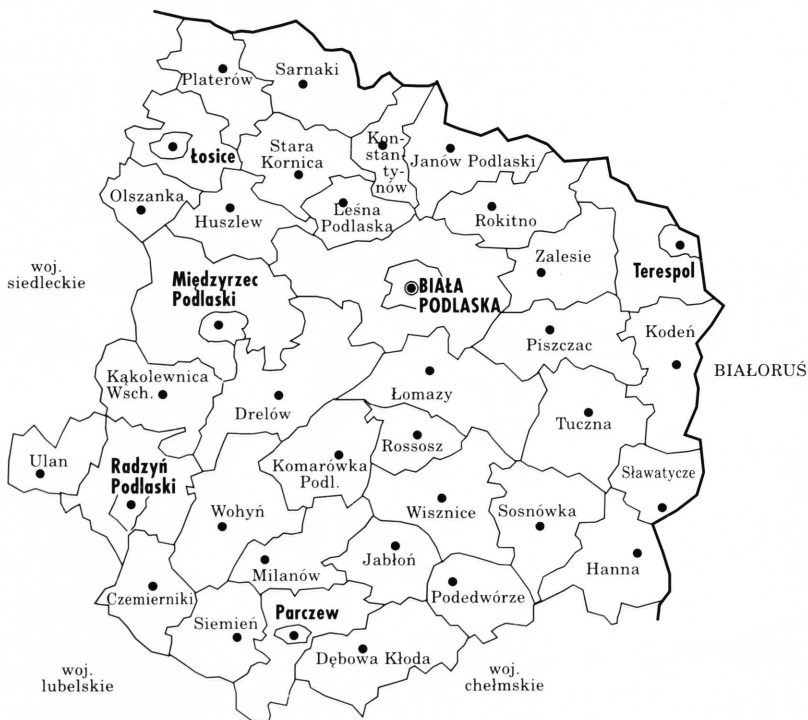 Platerów
Sarnaki
Łosice
Stara
Kornica
Kon-
stan-
ty-
nów
Janów Podlaski
Olszanka
Huszlew
Leśna
Podlaska
Rokitno
woj.
siedleckie
Międzyrzec
Podlaski
BIAŁA
PODLASKA
Zalesie
Terespol
Piszczac
Kodeń
BIAŁORUŚ
Kąkolewnica
Wsch.
Drelów
Łomazy
Tuczna
Ulan
Radzyń
Podlaski
Komarówka
Podl.
Rossosz
Sławatycze
Wohyń
Wisznice
Sosnówka
Milanów
Jabłoń
Hanna
Czemierniki
Siemień
Parczew
Podedwórze
Dębowa Kłoda
woj.
lubelskie
woj.
chełmskie